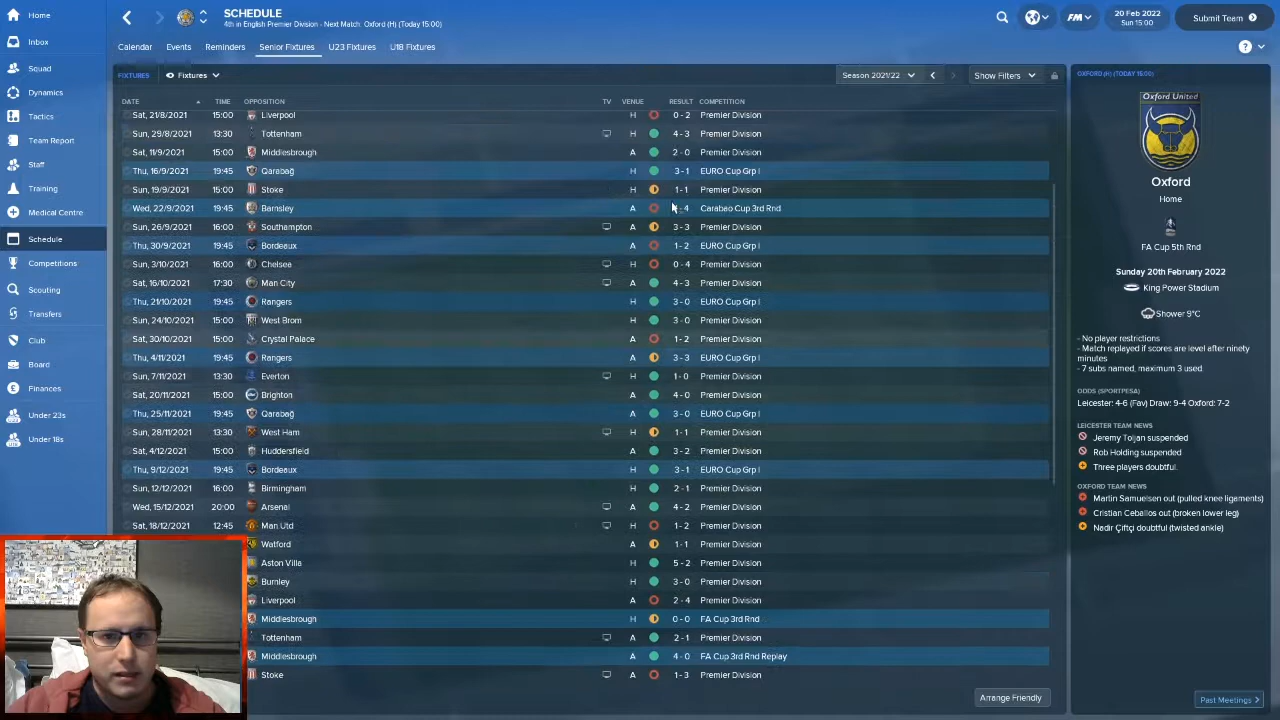 Home
Inbox
Squad
Dynamics
Tactics
Team Report
Staff
Training
Medical Centre
Schedule
Competitions
Scouting
Transfers
Club
Board
Finances
Under 23s
Under 18s
SCHEDULE
4th in English Premier Division - Next Match: Oxford (H) (Today 15:00)
FM
20 Feb 2022
Sun 15:00
Submit Team
Calendar Events Reminders Senior Fixtures U23 Fixtures U18 Fixtures
?
FIXTURES Fixtures Season 2021/22 Show Filters
DATE TIME OPPOSITION TV VENUE RESULT COMPETITION
Sat, 21/8/2021 15:00 Liverpool H 0 - 2 Premier Division
Sun, 29/8/2021 13:30 Tottenham H 4 - 3 Premier Division
Sat, 11/9/2021 15:00 Middlesbrough A 2 - 0 Premier Division
Thu, 16/9/2021 19:45 Qarabağ H 3 - 1 EURO Cup Grp I
Sun, 19/9/2021 15:00 Stoke H 1 - 1 Premier Division
Wed, 22/9/2021 19:45 Barnsley A - 4 Carabao Cup 3rd Rnd
Sun, 26/9/2021 16:00 Southampton A 3 - 3 Premier Division
Thu, 30/9/2021 19:45 Bordeaux A 1 - 2 EURO Cup Grp I
Sun, 3/10/2021 16:00 Chelsea H 0 - 4 Premier Division
Sat, 16/10/2021 17:30 Man City A 4 - 3 Premier Division
Thu, 21/10/2021 19:45 Rangers H 3 - 0 EURO Cup Grp I
Sun, 24/10/2021 15:00 West Brom H 3 - 0 Premier Division
Sat, 30/10/2021 15:00 Crystal Palace A 1 - 2 Premier Division
Thu, 4/11/2021 19:45 Rangers A 3 - 3 EURO Cup Grp I
Sun, 7/11/2021 13:30 Everton H 1 - 0 Premier Division
Sat, 20/11/2021 15:00 Brighton A 4 - 0 Premier Division
Thu, 25/11/2021 19:45 Qarabağ A 3 - 0 EURO Cup Grp I
Sun, 28/11/2021 13:30 West Ham H 1 - 1 Premier Division
Sat, 4/12/2021 15:00 Huddersfield A 3 - 2 Premier Division
Thu, 9/12/2021 19:45 Bordeaux H 3 - 1 EURO Cup Grp I
Sun, 12/12/2021 16:00 Birmingham H 2 - 1 Premier Division
Wed, 15/12/2021 20:00 Arsenal A 4 - 2 Premier Division
Sat, 18/12/2021 12:45 Man Utd H 1 - 2 Premier Division
Watford A 1 - 1 Premier Division
Aston Villa H 5 - 2 Premier Division
Burnley H 3 - 0 Premier Division
Liverpool A 2 - 4 Premier Division
Middlesbrough H 0 - 0 FA Cup 3rd Rnd
Tottenham A 2 - 1 Premier Division
Middlesbrough A 4 - 0 FA Cup 3rd Rnd Replay
Stoke A 1 - 3 Premier Division
Arrange Friendly
OXFORD (H) (TODAY 15:00)
Oxford United
Oxford
Home
FA Cup 5th Rnd
Sunday 20th February 2022
King Power Stadium
Shower 9°C
- No player restrictions
- Match replayed if scores are level after ninety
minutes
- 7 subs named, maximum 3 used
ODDS (SPORTPESA)
Leicester: 4-6 (Fav) Draw: 9-4 Oxford: 7-2
LEICESTER TEAM NEWS
Jeremy Toljan suspended
Rob Holding suspended
Three players doubtful.
OXFORD TEAM NEWS
Martin Samuelsen out (pulled knee ligaments)
Cristian Ceballos out (broken lower leg)
Nadir Çiftçi doubtful (twisted ankle)
Past Meetings